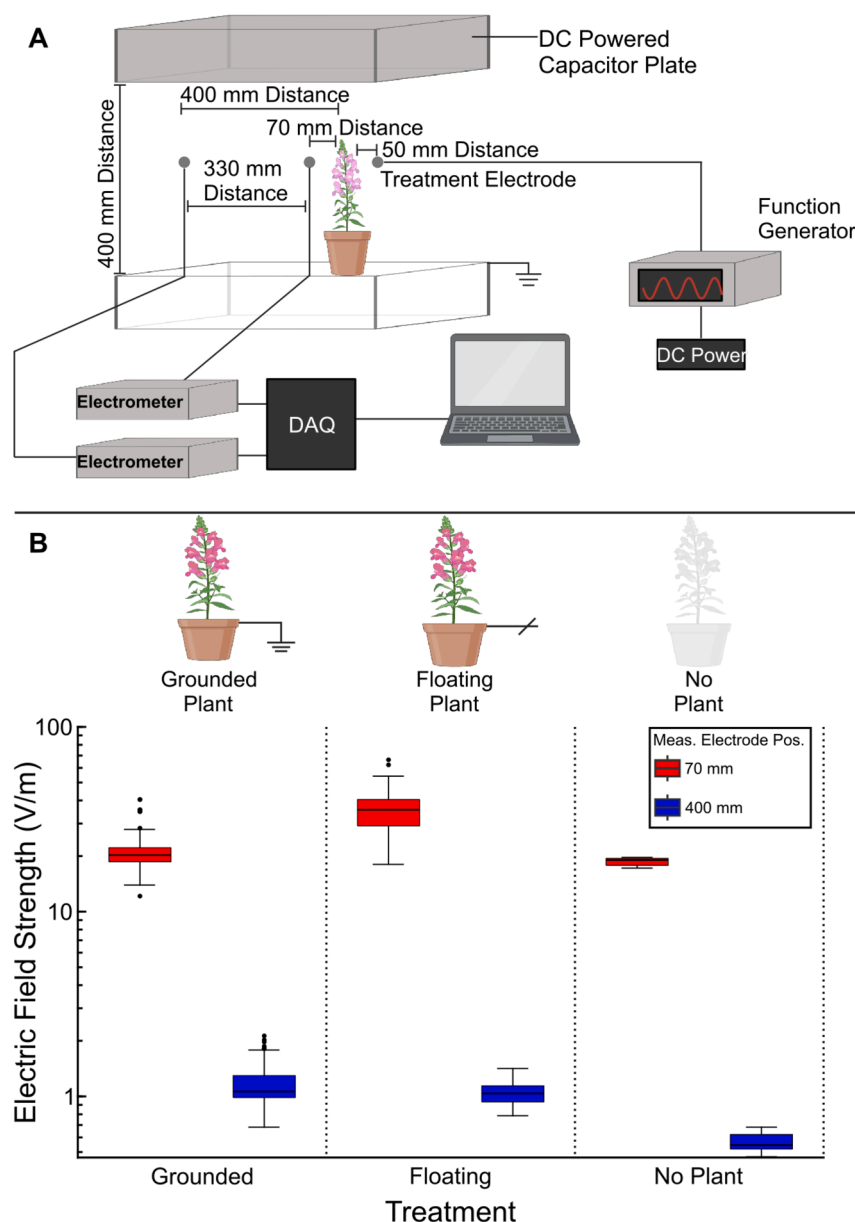 A
DC Powered
Capacitor Plate
400 mm Distance
400 mm Distance
70 mm Distance
50 mm Distance
330 mm
Distance
Treatment Electrode
Function
Generator
DC Power
Electrometer
Electrometer
DAQ
B
Grounded
Plant
Floating
Plant
No
Plant
Electric Field Strength (V/m)
100
10
1
Meas. Electrode Pos.
70 mm
400 mm
Grounded
Floating
No Plant
Treatment